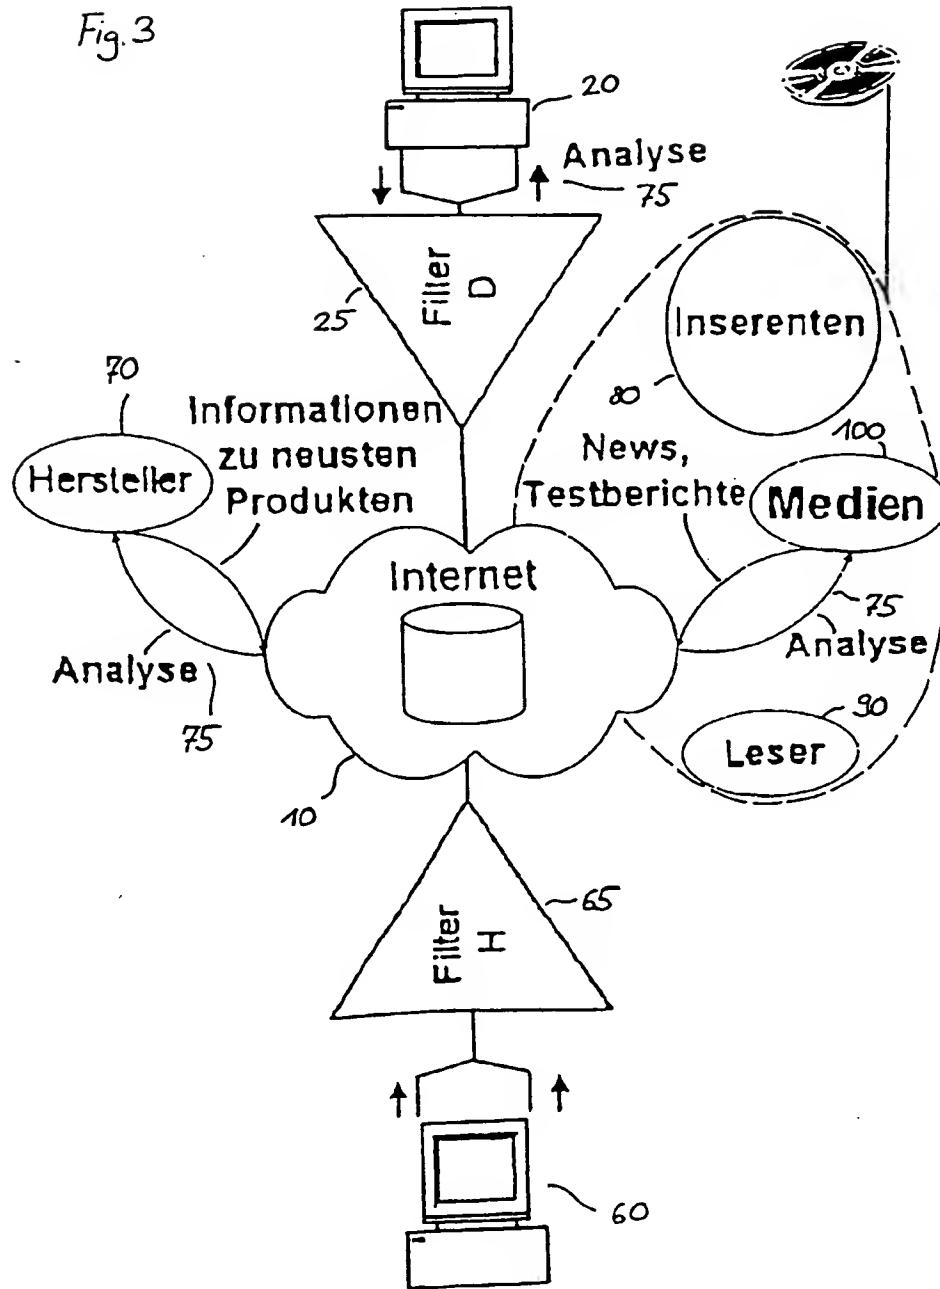 Fig. 3
20
Analyse
75
Filter
D
25
Inserenten
80
70
Informationen
zu neusten
Produkten
Hersteller
News,
Testberichte
100
Medien
Internet
75
Analyse
Analyse
75
90
Leser
10
65
Filter
H
60